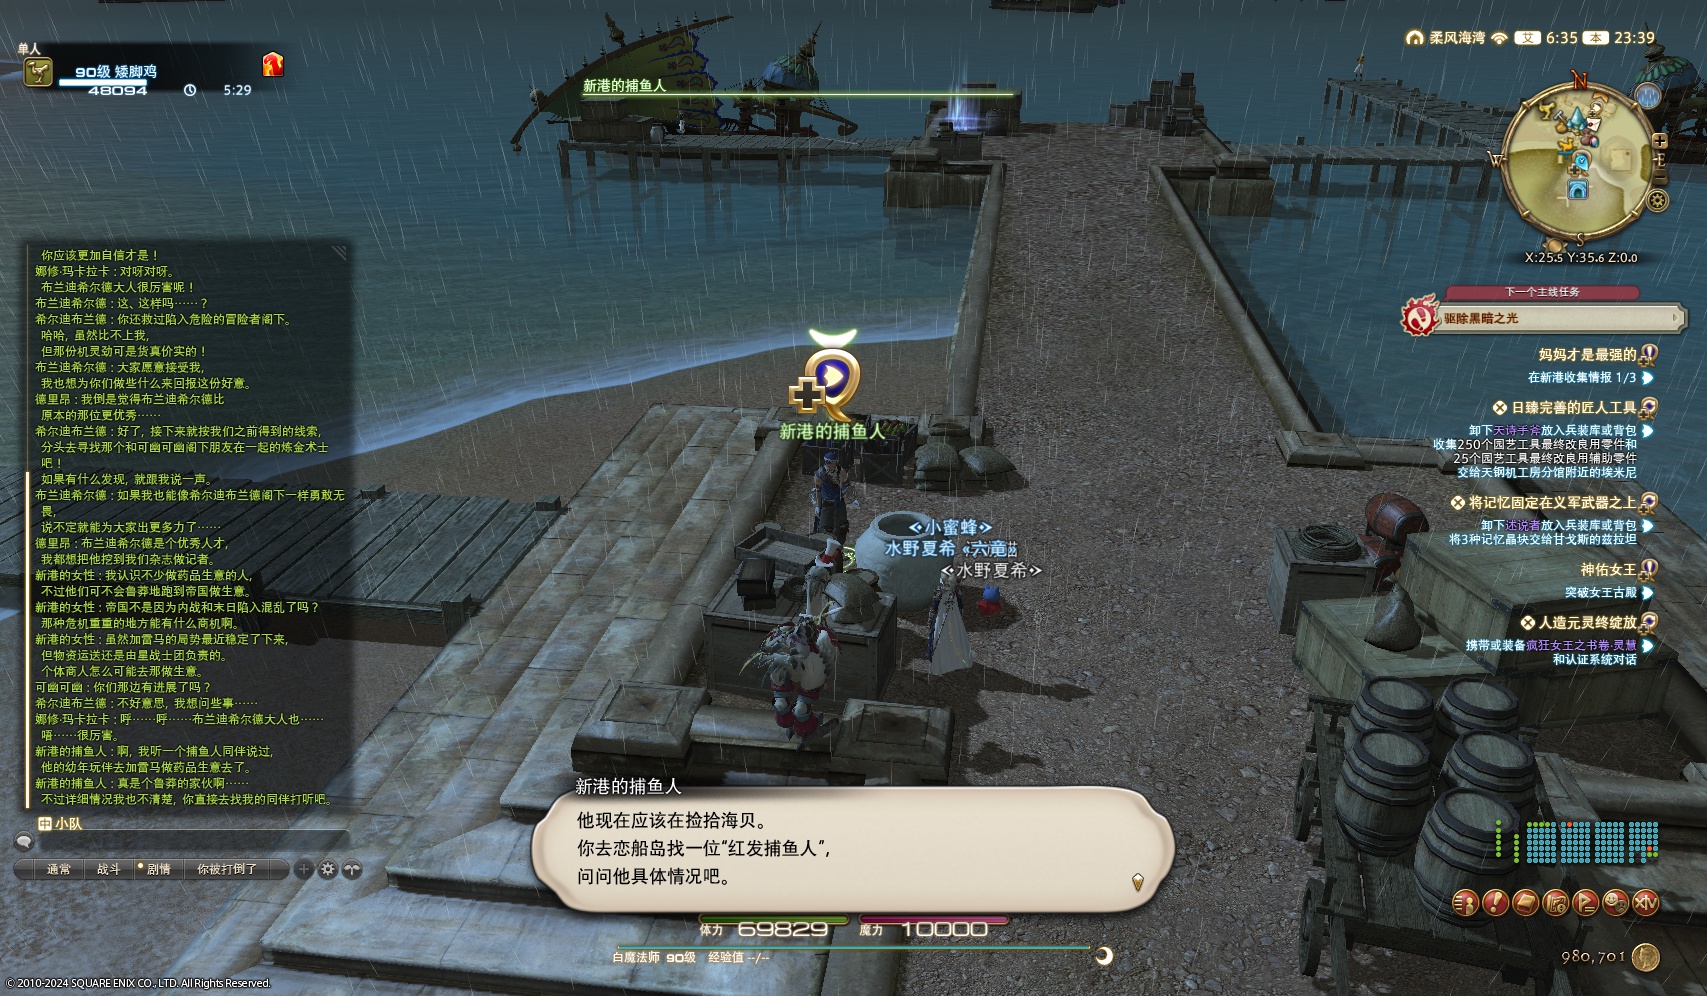 单人
90级 矮脚鸡
48094
5:29
新港的捕鱼人
柔风海湾 艾 6:35 本 23:39
N
W
E
S
X:25.5 Y:35.6 Z:0.0
下一个主线任务
驱除黑暗之光
妈妈才是最强的
在新港收集情报 1/3
日臻完善的匠人工具
卸下天诗手斧放入兵装库或背包
收集250个园艺工具最终改良用零件和
25个园艺工具最终改良用辅助零件
交给天钢机工房分馆附近的埃米尼
将记忆固定在义军武器之上
卸下述说者放入兵装库或背包
将3种记忆晶块交给甘戈斯的兹拉坦
神佑女王
突破女王古殿
人造元灵终绽放
携带或装备疯狂女王之书卷·灵慧
和认证系统对话
你应该更加自信才是！
娜修·玛卡拉卡：对呀对呀。
布兰迪希尔德大人很厉害呢！
布兰迪希尔德：这、这样吗……？
希尔迪布兰德：你还救过陷入危险的冒险者阁下。
哈哈，虽然比不上我，
但那份机灵劲可是货真价实的！
布兰迪希尔德：大家愿意接受我，
我也想为你们做些什么来回报这份好意。
德里昂：我倒是觉得布兰迪希尔德比
原本的那位更优秀……
希尔迪布兰德：好了，接下来就按我们之前得到的线索，
分头去寻找那个和可幽可幽阁下朋友在一起的炼金术士
吧！
如果有什么发现，就跟我说一声。
布兰迪希尔德：如果我也能像希尔迪布兰德阁下一样勇敢无
畏，
说不定就能为大家出更多力了……
德里昂：布兰迪希尔德是个优秀人才，
我都想把他挖到我们杂志做记者。
新港的女性：我认识不少做药品生意的人，
不过他们可不会鲁莽地跑到帝国做生意。
新港的女性：帝国不是因为内战和末日陷入混乱了吗？
那种危机重重的地方能有什么商机啊。
新港的女性：虽然加雷马的局势最近稳定了下来，
但物资运送还是由星战士团负责的。
个体商人怎么可能去那做生意。
可幽可幽：你们那边有进展了吗？
希尔迪布兰德：不好意思，我想问些事……
娜修·玛卡拉卡：呼……呼……布兰迪希尔德大人也……
唔……很厉害。
新港的捕鱼人：啊，我听一个捕鱼人同伴说过，
他的幼年玩伴去加雷马做药品生意去了。
新港的捕鱼人：真是个鲁莽的家伙啊……
不过详细情况我也不清楚，你直接去找我的同伴打听吧。
中 小队
通常 战斗 剧情 你被打倒了
新港的捕鱼人
小蜜蜂
水野夏希
水野夏希
新港的捕鱼人
他现在应该在捡拾海贝。
你去恋船岛找一位“红发捕鱼人”，
问问他具体情况吧。
体力 69829 魔力 10000
白魔法师 90级 经验值 --/--
XIV
980,701
© 2010-2024 SQUARE ENIX CO., LTD. All Rights Reserved.